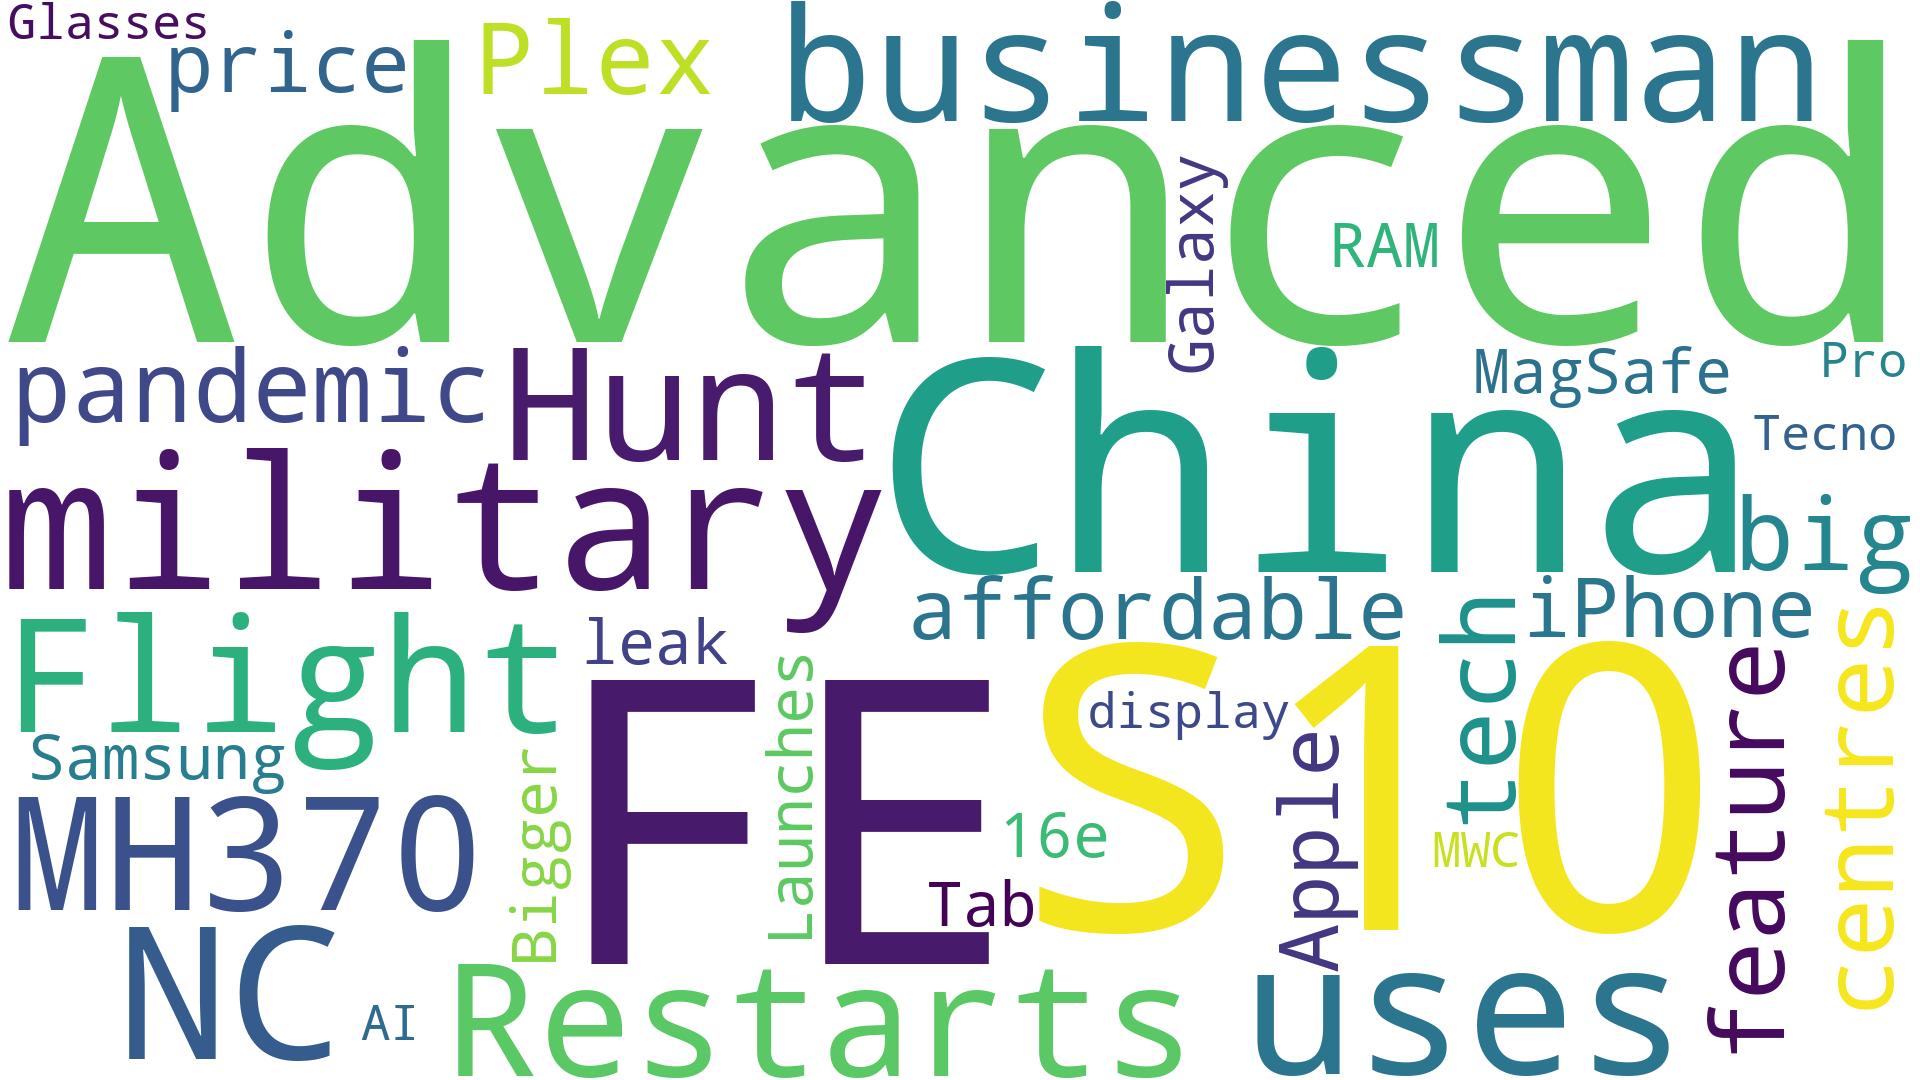 Glasses
price
Plex
businessman
Advanced
Galaxy
RAM
pandemic
Hunt
China
MagSafe
Pro
Tecno
military
big
affordable
iPhone
Flight
leak
tech
centres
Samsung
FE
S10
display
feature
Launches
Apple
Bigger
MH370
16e
MWC
Tab
NC
AI
Restarts
uses